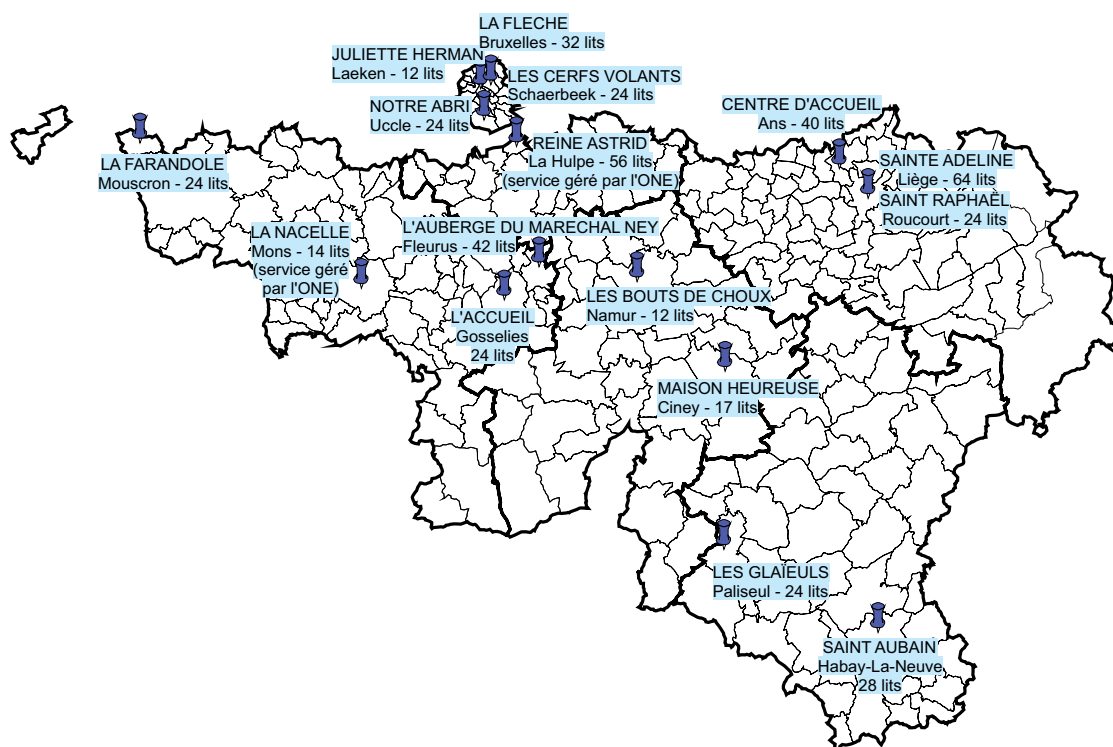 LA FLECHE
Bruxelles - 32 lits
JULIETTE HERMAN
Laeken - 12 lits
LES CERFS VOLANTS
Schaerbeek - 24 lits
NOTRE ABRI
Uccle - 24 lits
CENTRE D'ACCUEIL
Ans - 40 lits
REINE ASTRID
La Hulpe - 56 lits
(service géré par l'ONE)
LA FARANDOLE
Mouscron - 24 lits
SAINTE ADELINE
Liège - 64 lits
SAINT RAPHAËL
Roucourt - 24 lits
LA NACELLE
Mons - 14 lits
(service géré
par l'ONE)
L'AUBERGE DU MARECHAL NEY
Fleurus - 42 lits
LES BOUTS DE CHOUX
Namur - 12 lits
L'ACCUEIL
Gosselies
24 lits
MAISON HEUREUSE
Ciney - 17 lits
LES GLAÏEULS
Paliseul - 24 lits
SAINT AUBAIN
Habay-La-Neuve
28 lits